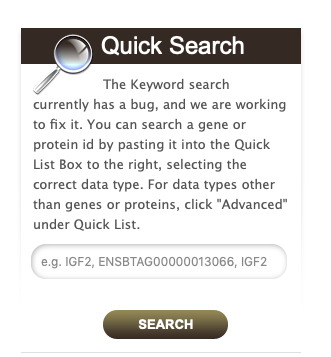 Quick Search
The Keyword search
currently has a bug, and we are working
to fix it. You can search a gene or
protein id by pasting it into the Quick
List Box to the right, selecting the
correct data type. For data types other
than genes or proteins, click "Advanced"
under Quick List.
e.g. IGF2, ENSBTAG00000013066, IGF2
SEARCH